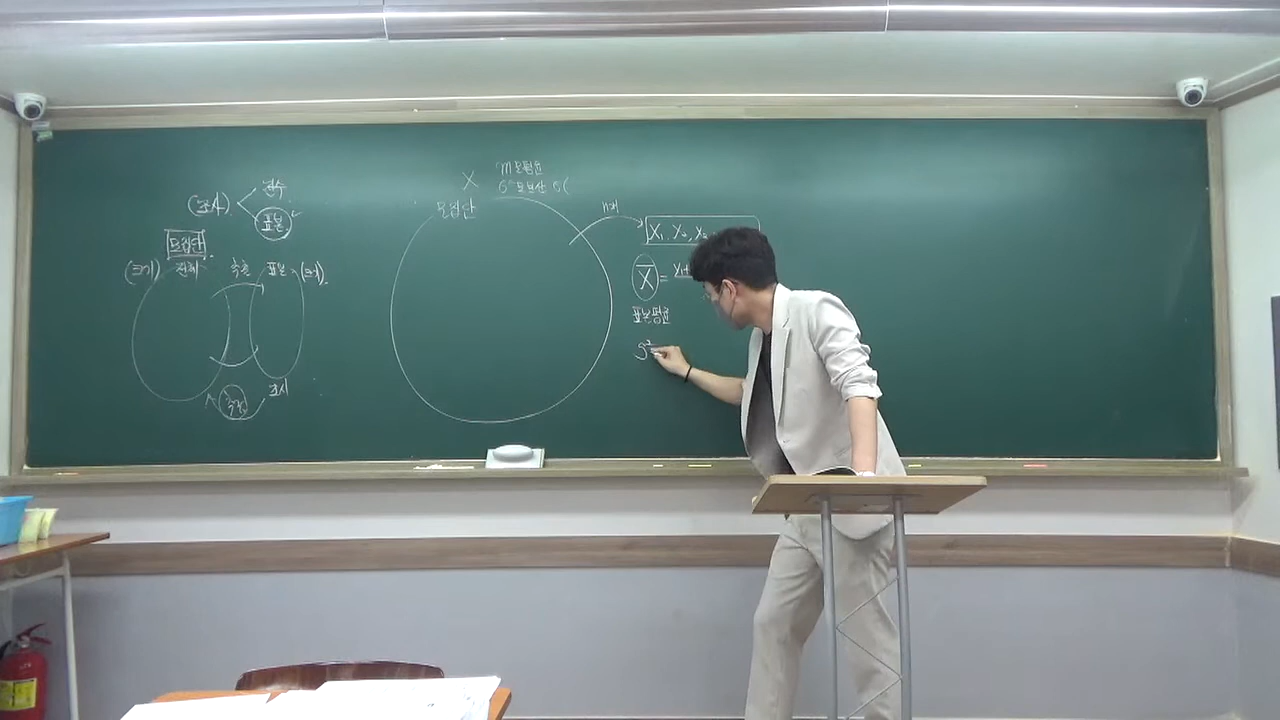 (조사)
전수
표본
모집단
전체
(크기)
추출
표본
(크기)
조사
추정
X
m 모평균
σ² 모분산 σ(
모집단
n개
X₁, X₂, X₃
X̄ =
표본평균
S²